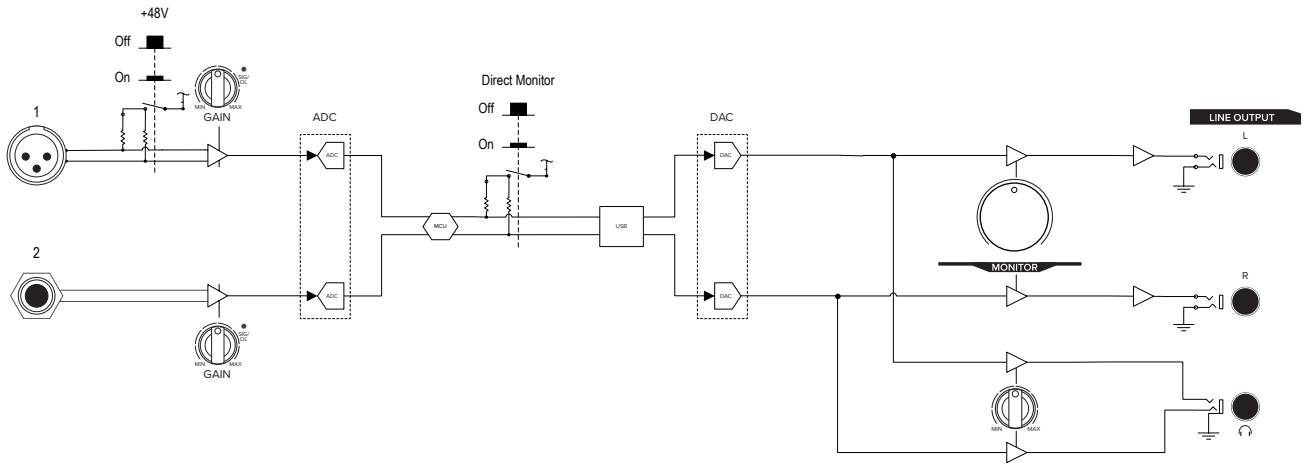 +48V
Off
On
SIG/
OL
MIN
MAX
GAIN
1
ADC
ADC
Direct Monitor
Off
On
DAC
DAC
LINE OUTPUT
L
MCU
USB
MONITOR
2
ADC
DAC
R
SIG/
OL
MIN
MAX
GAIN
MIN
MAX